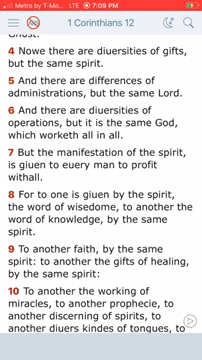 Metro by T-Mo... LTE 7:09 PM
1 Corinthians 12
Ghost.
4 Nowe there are diuersities of gifts,
but the same spirit.
5 And there are differences of
administrations, but the same Lord.
6 And there are diuersities of
operations, but it is the same God,
which worketh all in all.
7 But the manifestation of the spirit,
is giuen to euery man to profit
withall.
8 For to one is giuen by the spirit,
the word of wisedome, to another
the word of knowledge, by the same
spirit.
9 To another faith, by the same
spirit: to another the gifts of healing,
by the same spirit:
10 To another the working of
miracles, to another prophecie, to
another discerning of spirits, to
another diuers kindes of tongues, to